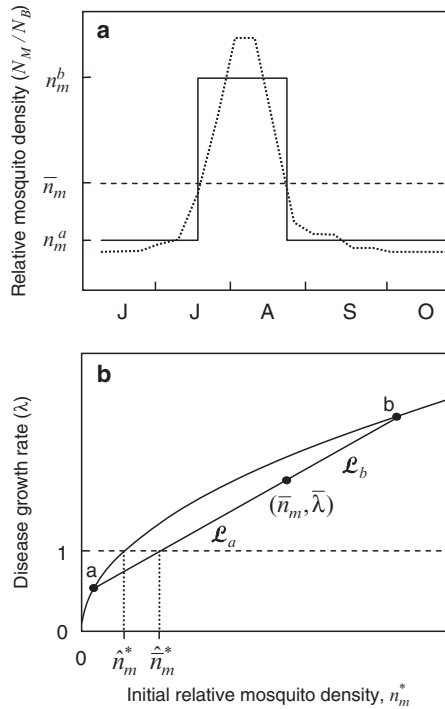 a
Relative mosquito density (N_M / N_B)
n_m^b
n̄_m
n_m^a
J J A S O
b
Disease growth rate (λ)
b
ℒ_b
(n̄_m, λ̄)
ℒ_a
1
a
0
0 n̂_m^* n̄̂_m^*
Initial relative mosquito density, n_m^*